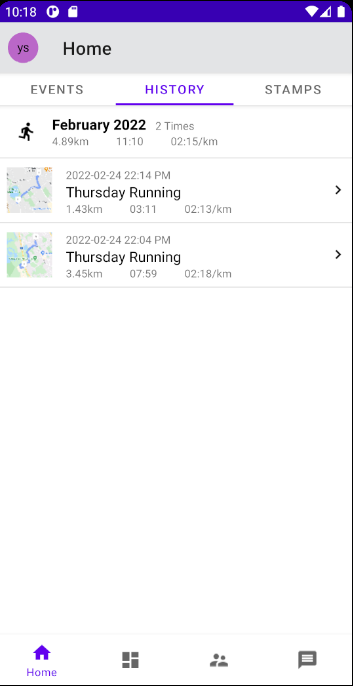 10:18
ys
Home
EVENTS HISTORY STAMPS
February 2022 2 Times
4.89km 11:10 02:15/km
2022-02-24 22:14 PM
Thursday Running
1.43km 03:11 02:13/km
2022-02-24 22:04 PM
Thursday Running
3.45km 07:59 02:18/km
Home